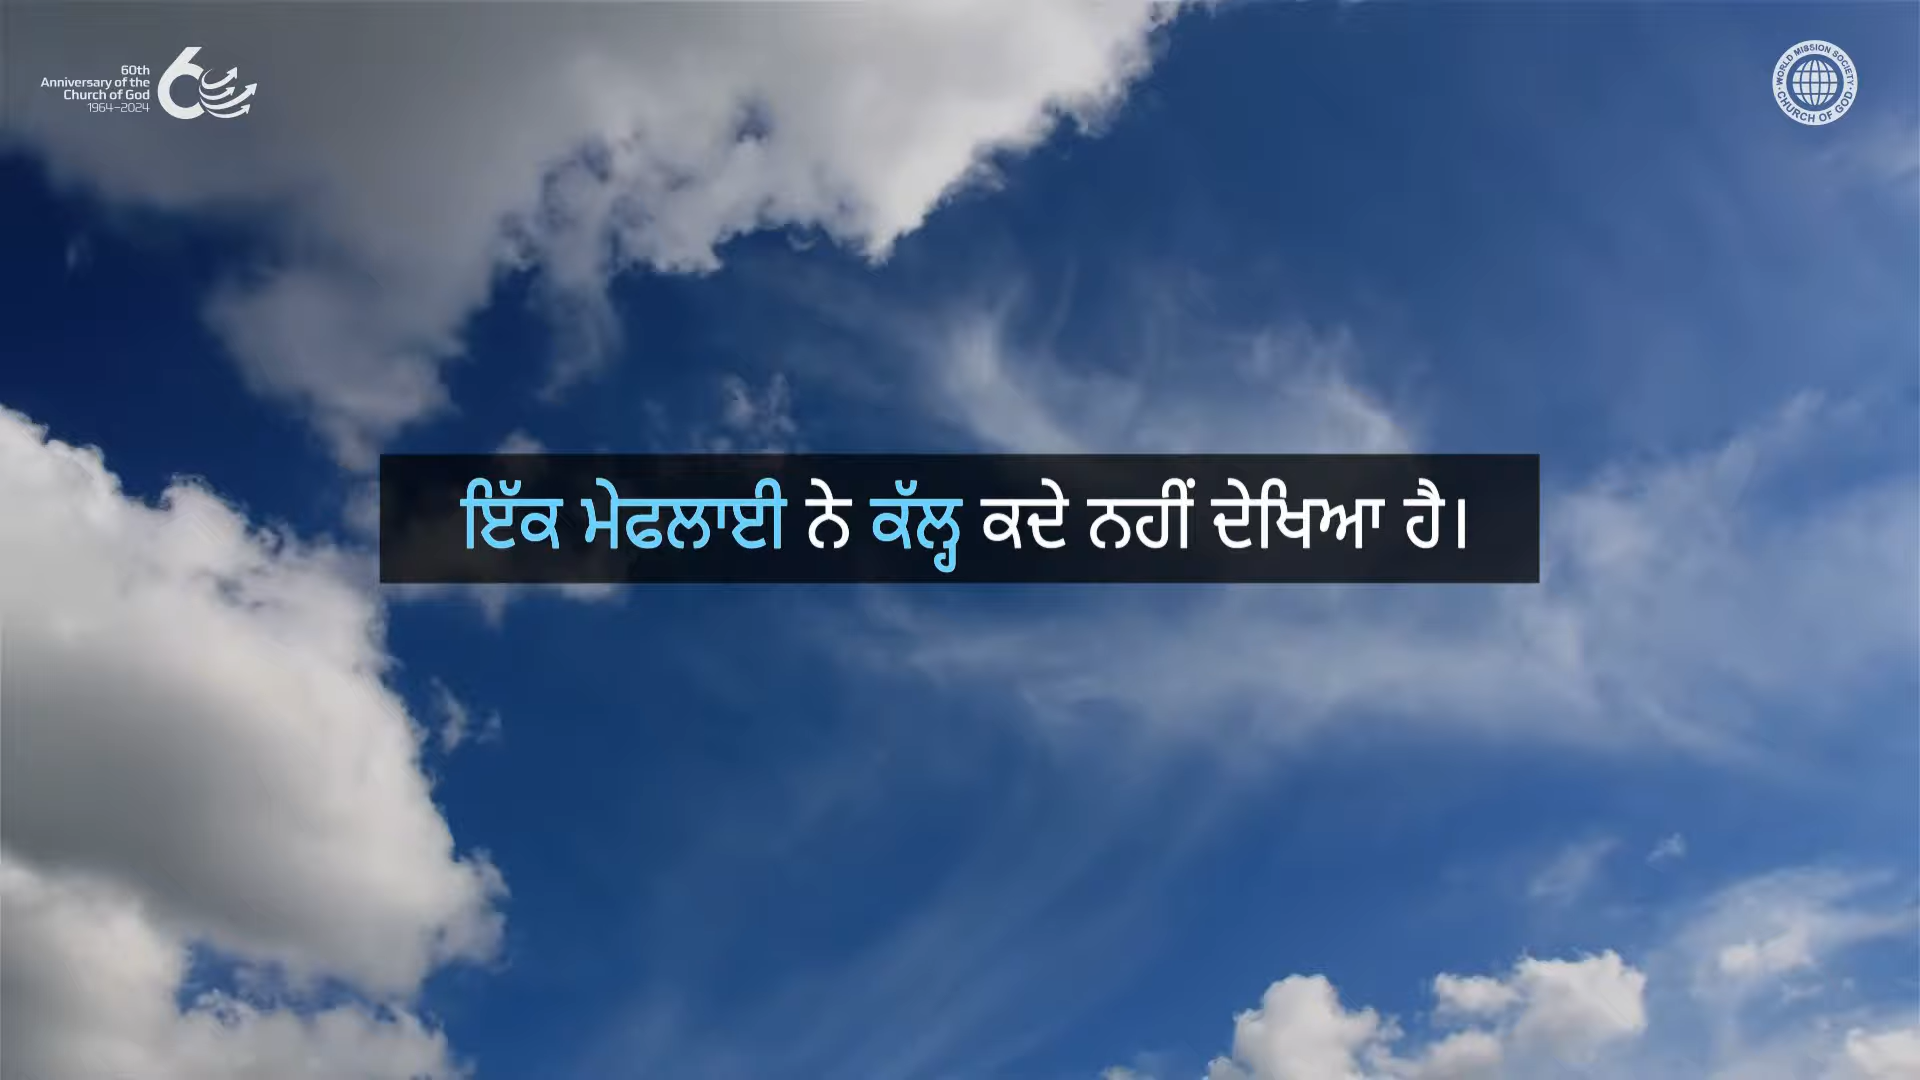 60th
Anniversary of the
Church of God
1964–2024
WORLD MISSION SOCIETY
CHURCH OF GOD
ਇੱਕ ਮੇਫਲਾਈ ਨੇ ਕੱਲ੍ਹ ਕਦੇ ਨਹੀਂ ਦੇਖਿਆ ਹੈ।